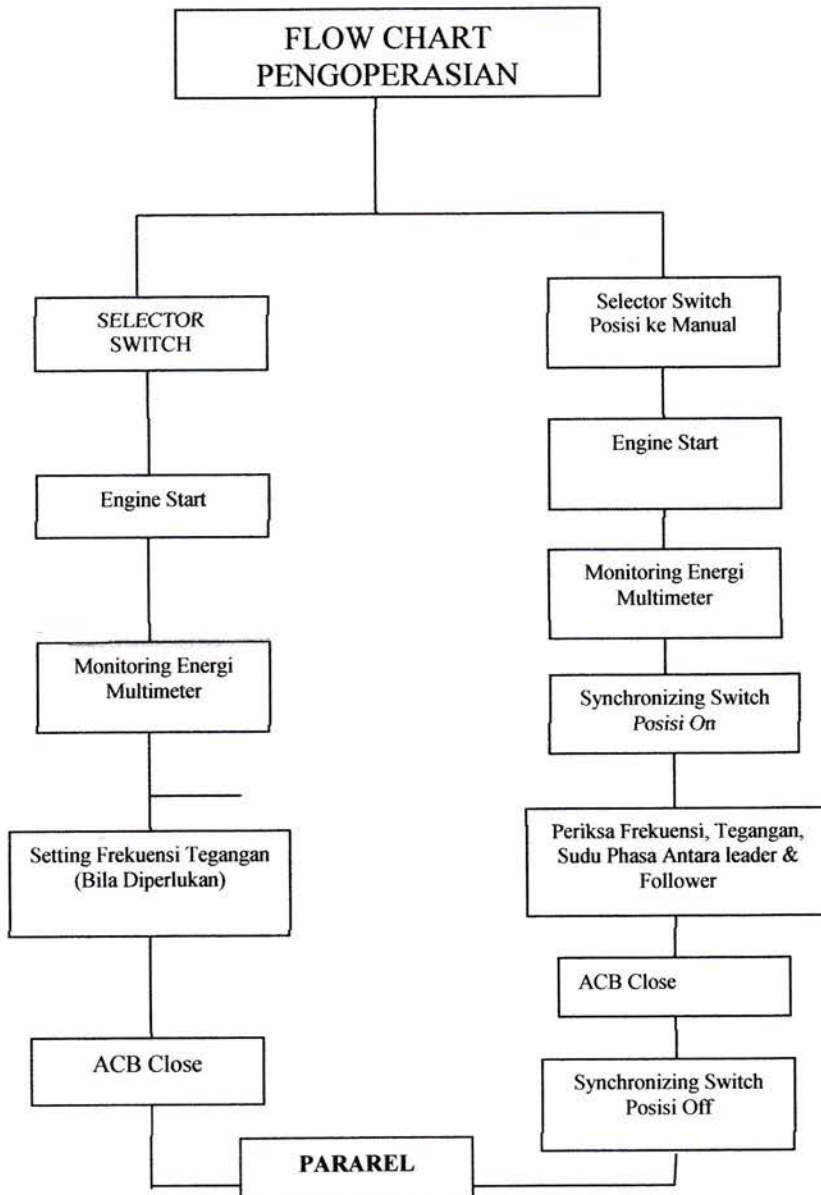 FLOW CHART
PENGOPERASIAN
SELECTOR
SWITCH
Engine Start
Monitoring Energi
Multimeter
Setting Frekuensi Tegangan
(Bila Diperlukan)
ACB Close
Selector Switch
Posisi ke Manual
Engine Start
Monitoring Energi
Multimeter
Synchronizing Switch
Posisi On
Periksa Frekuensi, Tegangan,
Sudu Phasa Antara leader &
Follower
ACB Close
Synchronizing Switch
Posisi Off
PARAREL